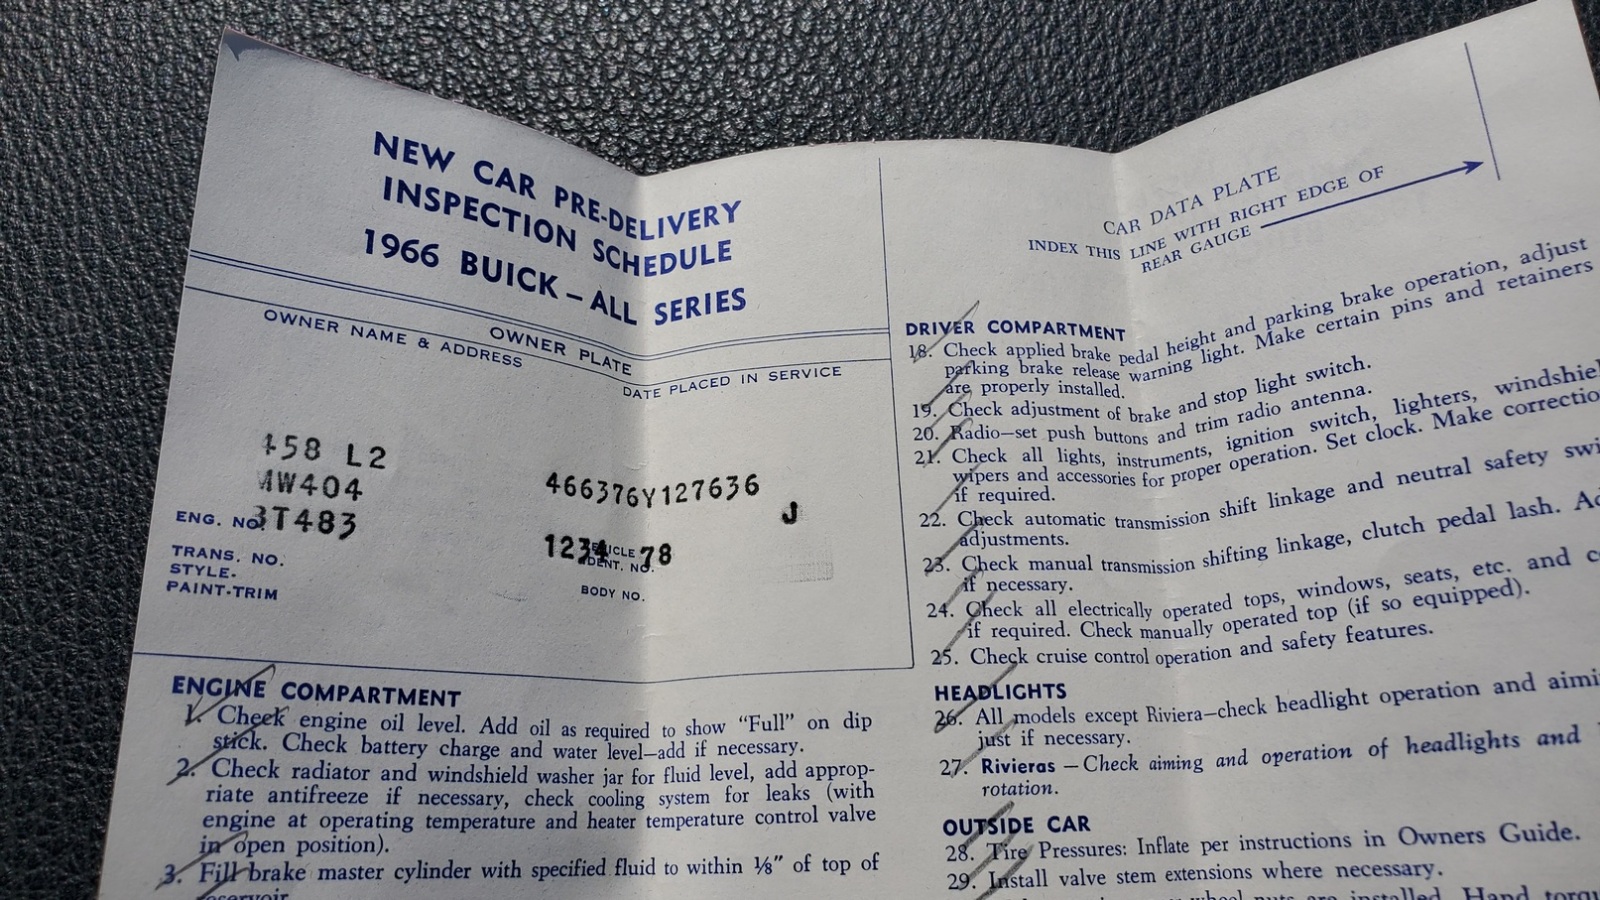 NEW CAR PRE-DELIVERY
INSPECTION SCHEDULE
1966 BUICK – ALL SERIES
OWNER PLATE
OWNER NAME & ADDRESS
DATE PLACED IN SERVICE
458 L2
MW404
3T483
466376Y127636
J
1234 78
ENG. NO.
TRANS. NO.
STYLE-
PAINT-TRIM
IDENT. NO.
BODY NO.
ENGINE COMPARTMENT
1. Check engine oil level. Add oil as required to show “Full” on dip
stick. Check battery charge and water level—add if necessary.
2. Check radiator and windshield washer jar for fluid level, add approp-
riate antifreeze if necessary, check cooling system for leaks (with
engine at operating temperature and heater temperature control valve
in open position).
3. Fill brake master cylinder with specified fluid to within ⅛” of top of
CAR DATA PLATE
INDEX THIS LINE WITH RIGHT EDGE OF
REAR GAUGE
DRIVER COMPARTMENT
18. Check applied brake pedal height and parking brake operation, adjust
parking brake release warning light. Make certain pins and retainers
are properly installed.
19. Check adjustment of brake and stop light switch.
20. Radio—set push buttons and trim radio antenna.
21. Check all lights, instruments, ignition switch, lighters, windshiel
wipers and accessories for proper operation. Set clock. Make correctio
if required.
22. Check automatic transmission shift linkage and neutral safety swi
adjustments.
23. Check manual transmission shifting linkage, clutch pedal lash. Ad
if necessary.
24. Check all electrically operated tops, windows, seats, etc. and c
if required. Check manually operated top (if so equipped).
25. Check cruise control operation and safety features.
HEADLIGHTS
26. All models except Riviera—check headlight operation and aimi
just if necessary.
27. Rivieras — Check aiming and operation of headlights and
rotation.
OUTSIDE CAR
28. Tire Pressures: Inflate per instructions in Owners Guide.
29. Install valve stem extensions where necessary.
wheel nuts are installed. Hand torqu